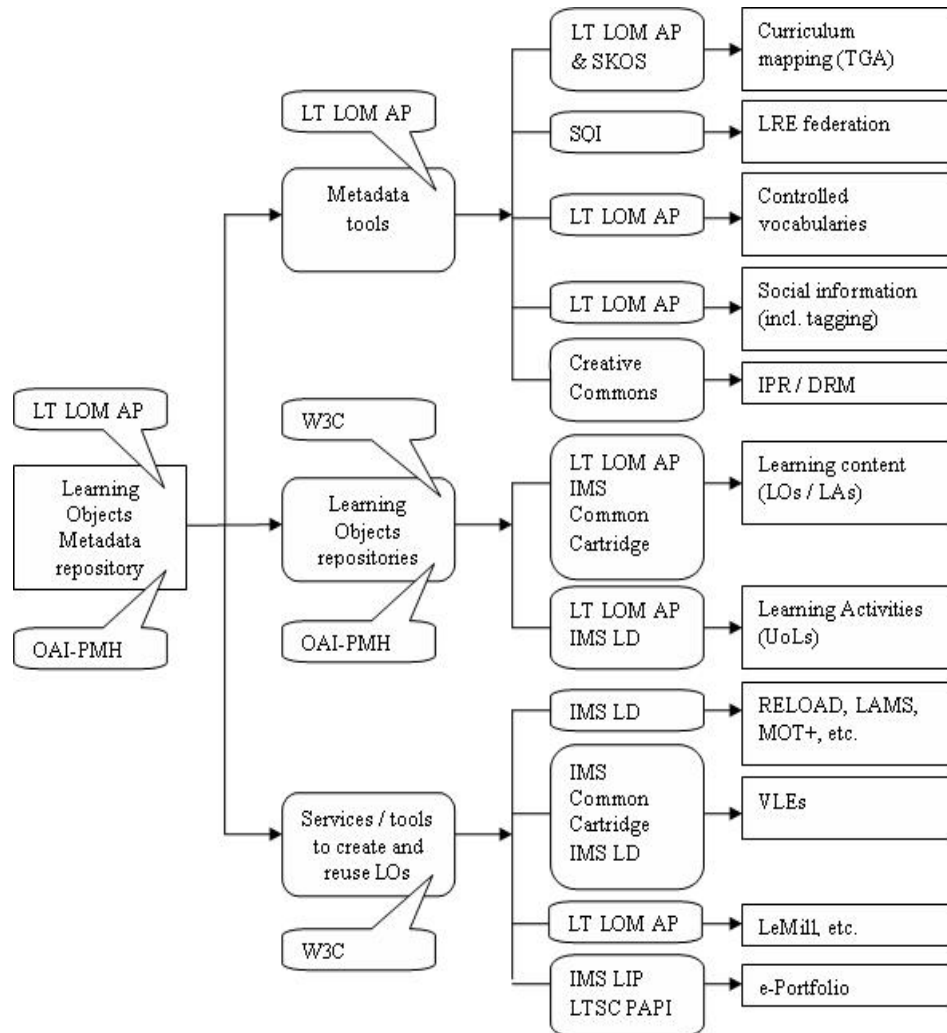 LT LOM AP
& SKOS
Curriculum
mapping (TGA)
LT LOM AP
SQI
LRE federation
Metadata
tools
LT LOM AP
Controlled
vocabularies
LT LOM AP
Social information
(incl. tagging)
Creative
Commons
IPR / DRM
LT LOM AP
W3C
Learning
Objects
Metadata
repository
Learning
Objects
repositories
LT LOM AP
IMS
Common
Cartridge
Learning content
(LOs / LAs)
OAI-PMH
OAI-PMH
LT LOM AP
IMS LD
Learning Activities
(UoLs)
IMS LD
RELOAD, LAMS,
MOT+, etc.
Services / tools
to create and
reuse LOs
IMS
Common
Cartridge
IMS LD
VLEs
W3C
LT LOM AP
LeMill, etc.
IMS LIP
LTSC PAPI
e-Portfolio